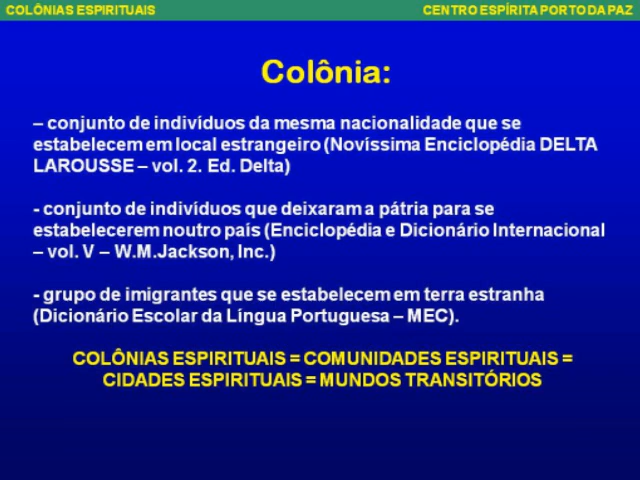 COLÔNIAS ESPIRITUAIS
CENTRO ESPÍRITA PORTO DA PAZ
Colônia:
– conjunto de indivíduos da mesma nacionalidade que se
estabelecem em local estrangeiro (Novíssima Enciclopédia DELTA
LAROUSSE – vol. 2. Ed. Delta)
- conjunto de indivíduos que deixaram a pátria para se
estabelecerem noutro país (Enciclopédia e Dicionário Internacional
– vol. V – W.M.Jackson, Inc.)
- grupo de imigrantes que se estabelecem em terra estranha
(Dicionário Escolar da Língua Portuguesa – MEC).
COLÔNIAS ESPIRITUAIS = COMUNIDADES ESPIRITUAIS =
CIDADES ESPIRITUAIS = MUNDOS TRANSITÓRIOS